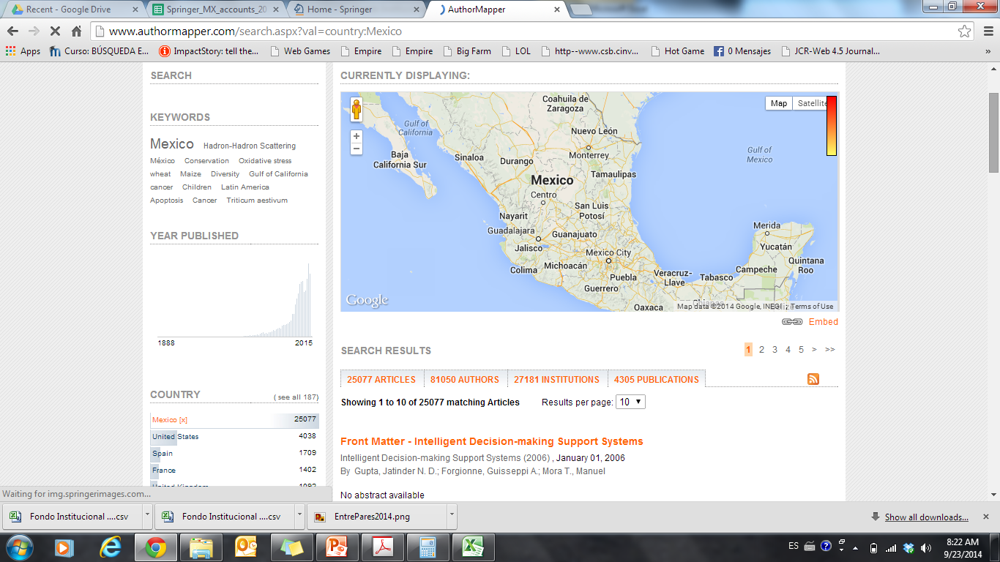 Recent - Google Drive
Springer_MX_accounts_20
Home - Springer
AuthorMapper
www.authormapper.com/search.aspx?val=country:Mexico
Apps
Curso: BÚSQUEDA E...
ImpactStory: tell the...
Web Games
Empire
Empire
Big Farm
LOL
http--www.csb.cinv...
Hot Game
0 Mensajes
JCR-Web 4.5 Journal...
»
SEARCH
KEYWORDS
Mexico Hadron-Hadron Scattering
México Conservation Oxidative stress
wheat Maize Diversity Gulf of California
cancer Children Latin America
Apoptosis Cancer Triticum aestivum
YEAR PUBLISHED
1888 2015
COUNTRY ( see all 187)
Mexico [x] 25077
United States 4038
Spain 1709
France 1402
United Kingdom 1092
CURRENTLY DISPLAYING:
Map Satellite
Coahuila de
Zaragoza
Gulf of
California
Nuevo León
Monterrey
Gulf of
Mexico
Baja
California Sur
Sinaloa
Durango
Tamaulipas
Mexico
Centro
San Luis
Potosí
Nayarit
Guadalajara
Guanajuato
Merida
Jalisco
Mexico City
Yucatán
Colima
Michoacán
Puebla
Veracruz-
Llave
Tabasco
Campeche
Quintana
Roo
Guerrero
Oaxaca
Chiapas
Belize
Google
Map data ©2014 Google, INEGI
Terms of Use
Embed
SEARCH RESULTS
1 2 3 4 5 > >>
25077 ARTICLES
81050 AUTHORS
27181 INSTITUTIONS
4305 PUBLICATIONS
Showing 1 to 10 of 25077 matching Articles
Results per page: 10
Front Matter - Intelligent Decision-making Support Systems
Intelligent Decision-making Support Systems (2006) , January 01, 2006
By Gupta, Jatinder N. D.; Forgionne, Guisseppi A.; Mora T., Manuel
No abstract available
Waiting for img.springerimages.com...
Fondo Institucional ....csv
Fondo Institucional ....csv
EntrePares2014.png
Show all downloads...
ES
8:22 AM
9/23/2014